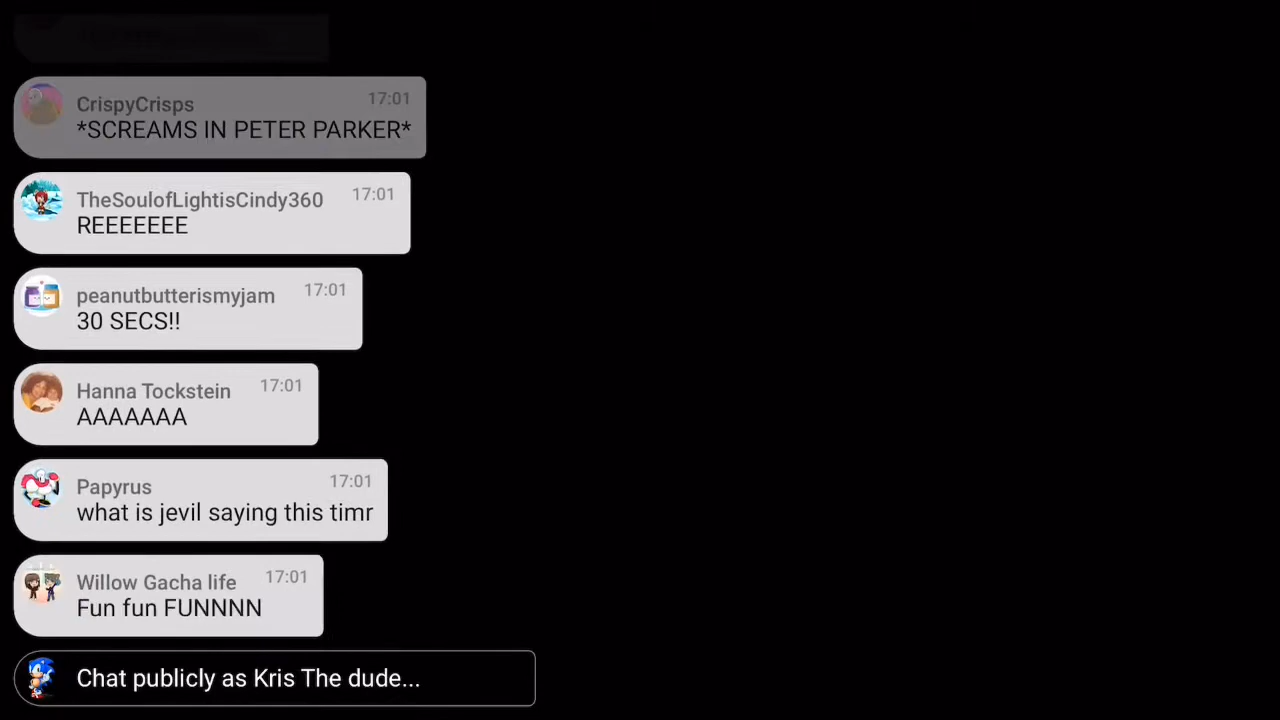 CrispyCrisps 17:01
*SCREAMS IN PETER PARKER*
TheSoulofLightisCindy360 17:01
REEEEEEE
peanutbutterismyjam 17:01
30 SECS!!
Hanna Tockstein 17:01
AAAAAAA
Papyrus 17:01
what is jevil saying this timr
Willow Gacha life 17:01
Fun fun FUNNNN
Chat publicly as Kris The dude...